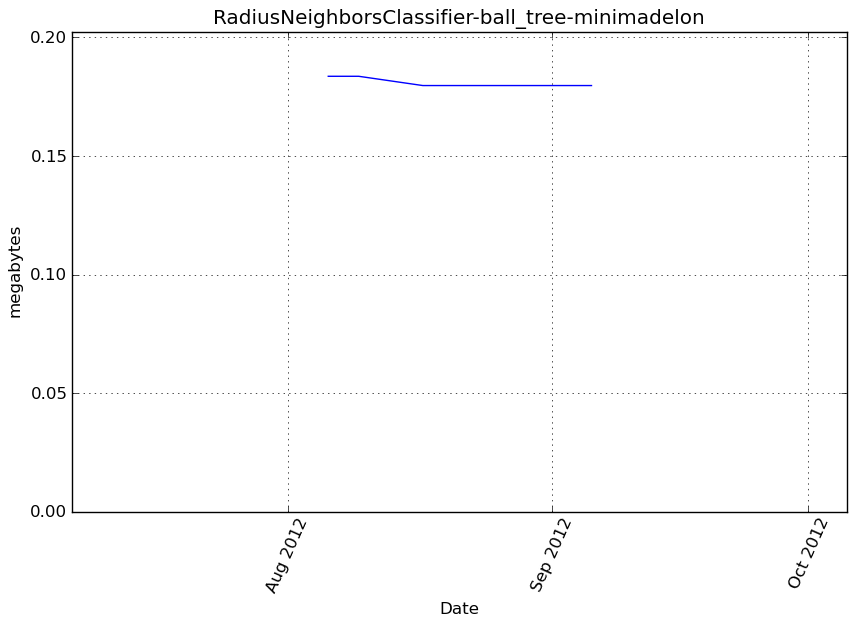 RadiusNeighborsClassifier-ball_tree-minimadelon
0.20
0.15
0.10
0.05
0.00
megabytes
Aug 2012
Sep 2012
Oct 2012
Date